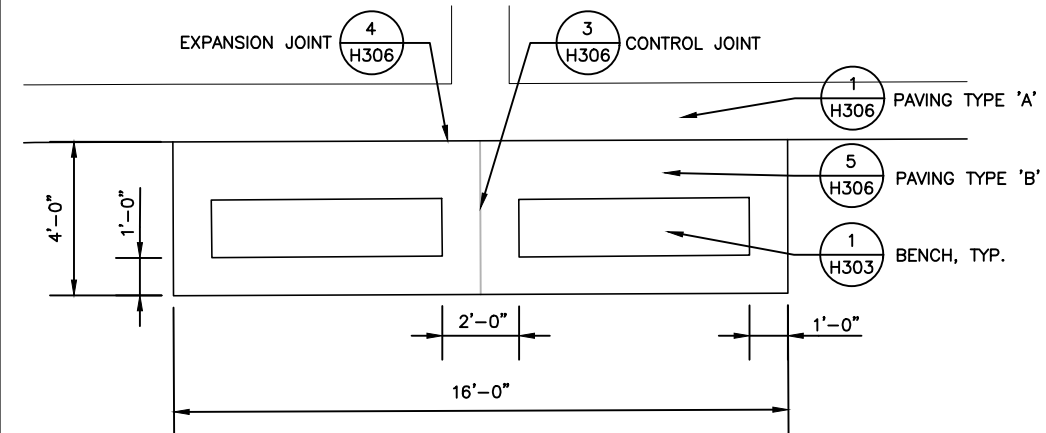 EXPANSION JOINT
4
H306
3
H306
CONTROL JOINT
1
H306
PAVING TYPE 'A'
5
H306
PAVING TYPE 'B'
1
H303
BENCH, TYP.
4'-0"
1'-0"
2'-0"
1'-0"
16'-0"